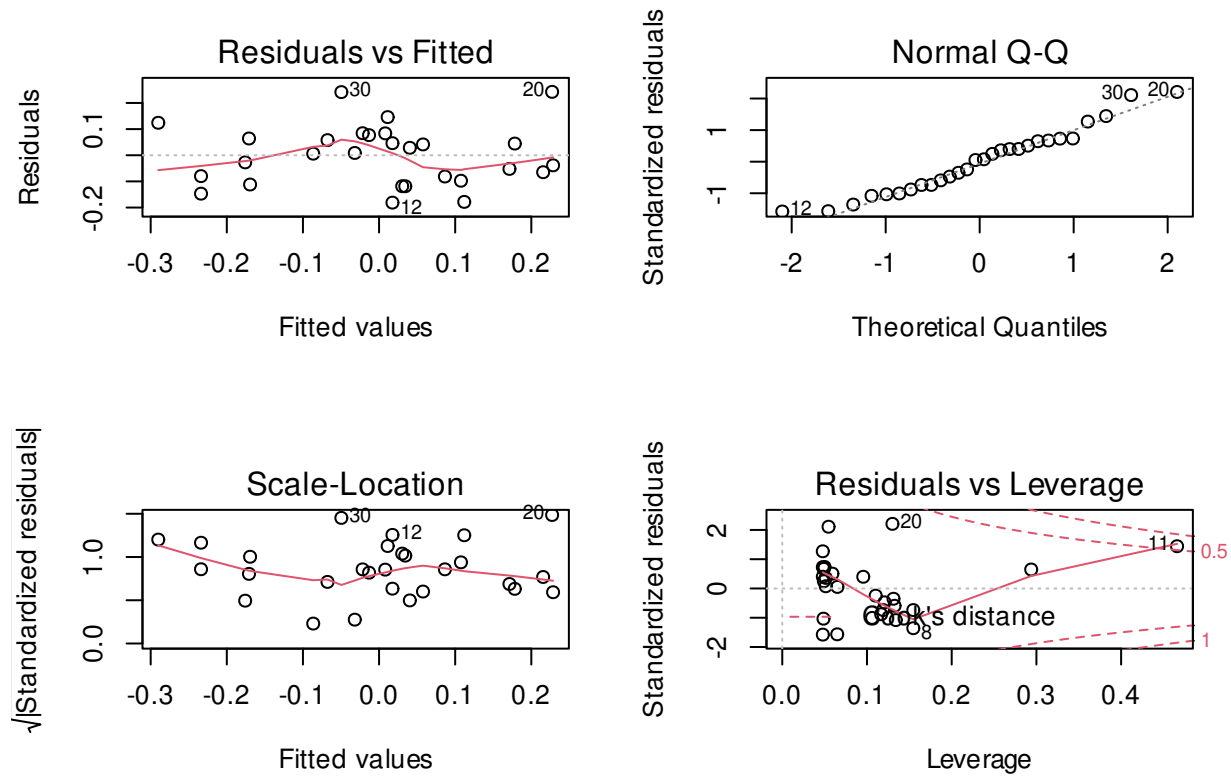 Residuals vs Fitted
Residuals
0.1
-0.2
30
20
12
-0.3 -0.2 -0.1 0.0 0.1 0.2
Fitted values
Normal Q-Q
Standardized residuals
1
-1
30
20
12
-2 -1 0 1 2
Theoretical Quantiles
Scale-Location
√|Standardized residuals|
1.0
0.0
30
12
20
-0.3 -0.2 -0.1 0.0 0.1 0.2
Fitted values
Residuals vs Leverage
Standardized residuals
2
0
-2
20
11
0.5
k's distance
8
1
0.0 0.1 0.2 0.3 0.4
Leverage